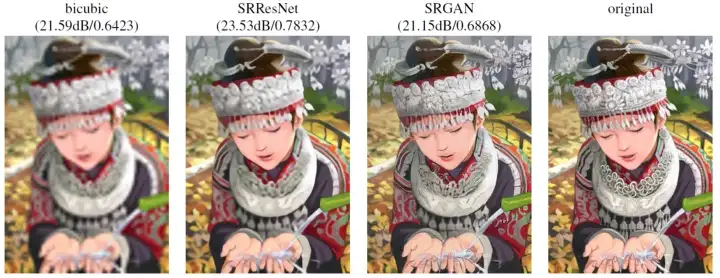 bicubic
(21.59dB/0.6423)
SRResNet
(23.53dB/0.7832)
SRGAN
(21.15dB/0.6868)
original